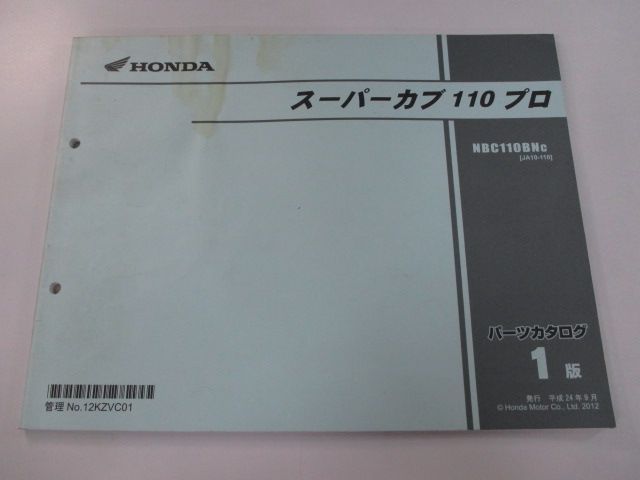 HONDA
スーパーカブ 110 プロ
NBC110BNC
[JA10-110]
パーツカタログ
1 版
発行 平成 24 年 9 月
© Honda Motor Co., Ltd. 2012
管理 No.12KZVC01